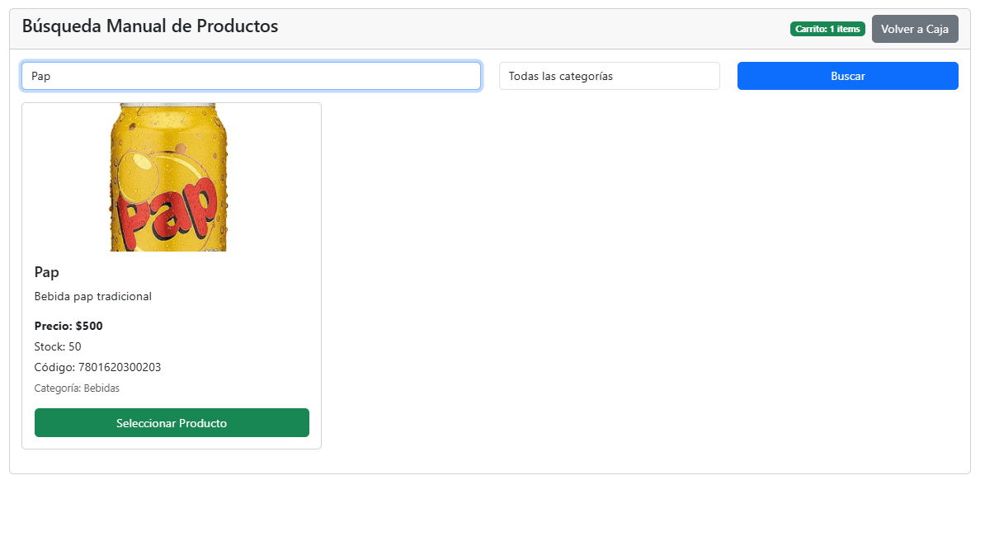 Búsqueda Manual de Productos
Carrito: 1 items
Volver a Caja
Pap
Todas las categorías
Buscar
Pap
Pap
Bebida pap tradicional
Precio: $500
Stock: 50
Código: 7801620300203
Categoría: Bebidas
Seleccionar Producto